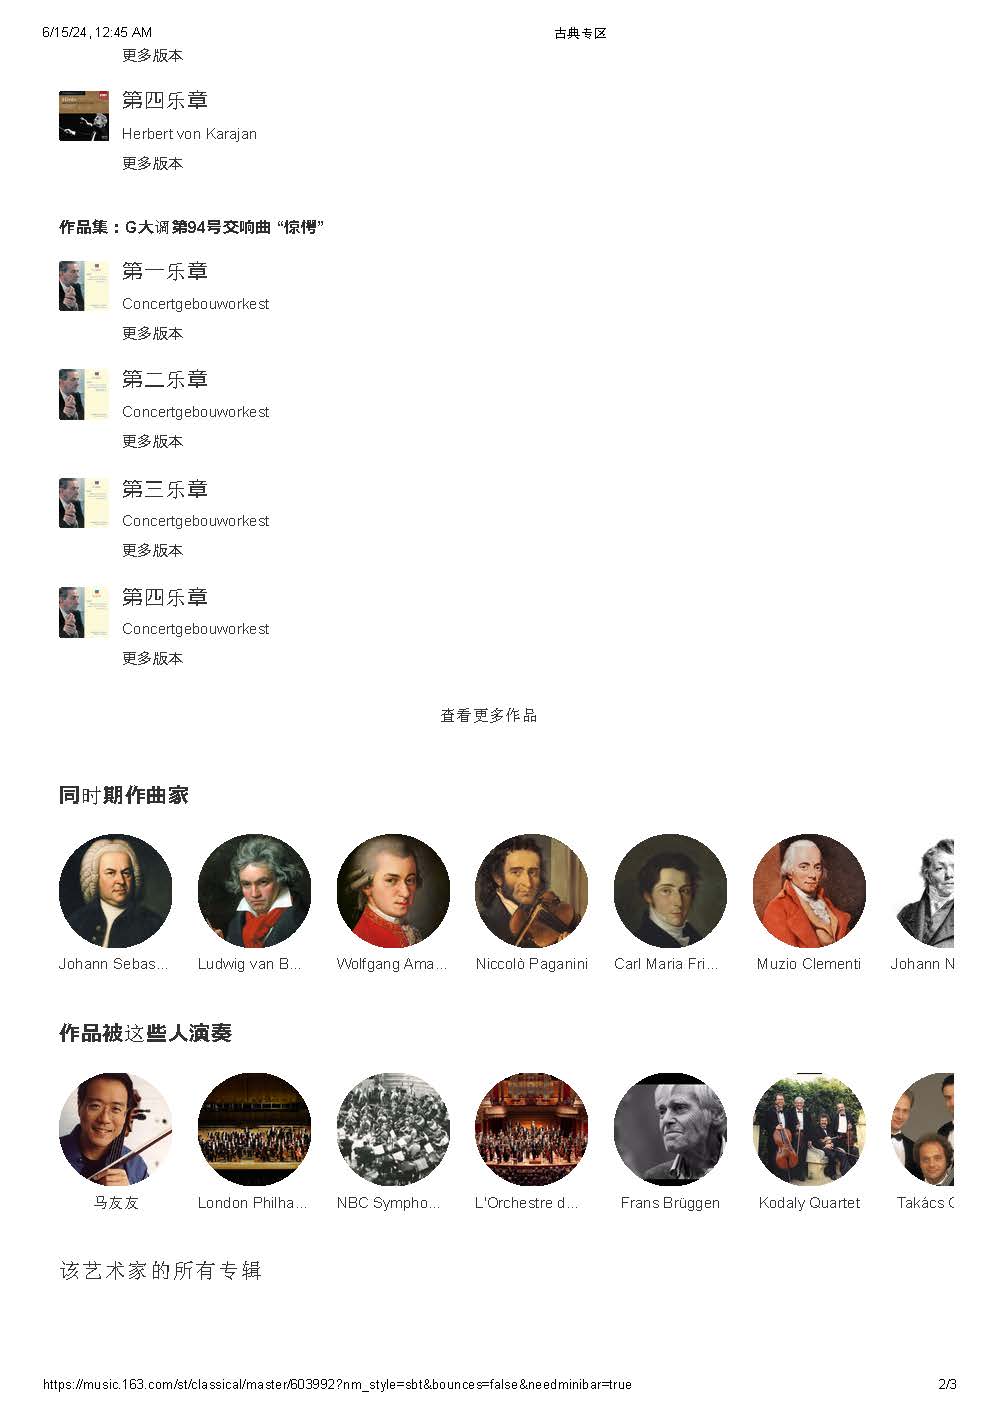 6/15/24, 12:45 AM
古典专区
更多版本
第四乐章
Herbert von Karajan
更多版本
作品集：G大调第94号交响曲 “惊愕”
第一乐章
Concertgebouworkest
更多版本
第二乐章
Concertgebouworkest
更多版本
第三乐章
Concertgebouworkest
更多版本
第四乐章
Concertgebouworkest
更多版本
查看更多作品
同时期作曲家
Johann Sebas... Ludwig van B... Wolfgang Ama... Niccolò Paganini Carl Maria Fri... Muzio Clementi Johann N
作品被这些人演奏
马友友 London Philha... NBC Sympho... L'Orchestre d... Frans Brüggen Kodaly Quartet Takács
该艺术家的所有专辑
https://music.163.com/st/classical/master/603992?nm_style=sbt&bounces=false&needminibar=true
2/3